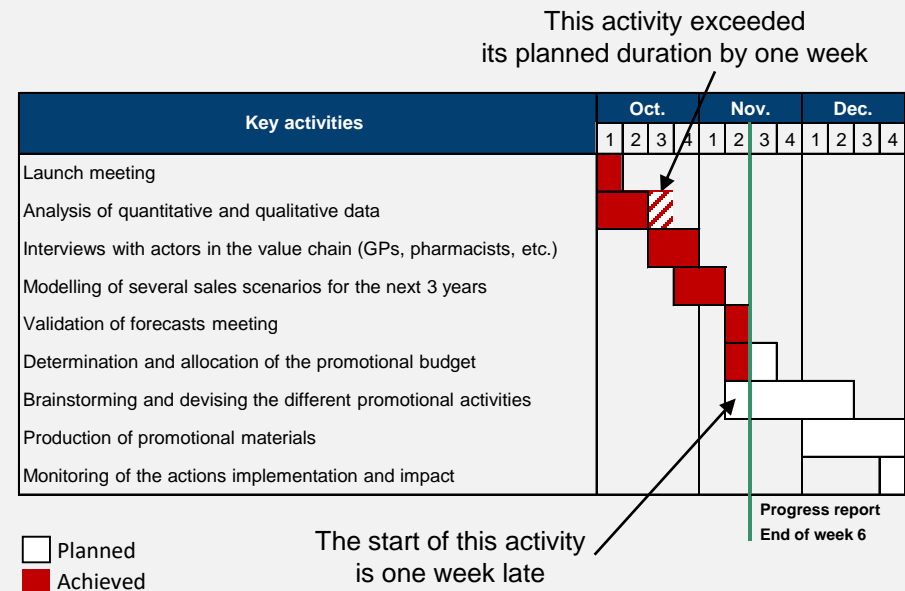 This activity exceeded
its planned duration by one week
Key activities
Oct. Nov. Dec.
1 2 3 4 1 2 3 4 1 2 3 4
Launch meeting
Analysis of quantitative and qualitative data
Interviews with actors in the value chain (GPs, pharmacists, etc.)
Modelling of several sales scenarios for the next 3 years
Validation of forecasts meeting
Determination and allocation of the promotional budget
Brainstorming and devising the different promotional activities
Production of promotional materials
Monitoring of the actions implementation and impact
Progress report
End of week 6
Planned
Achieved
The start of this activity
is one week late